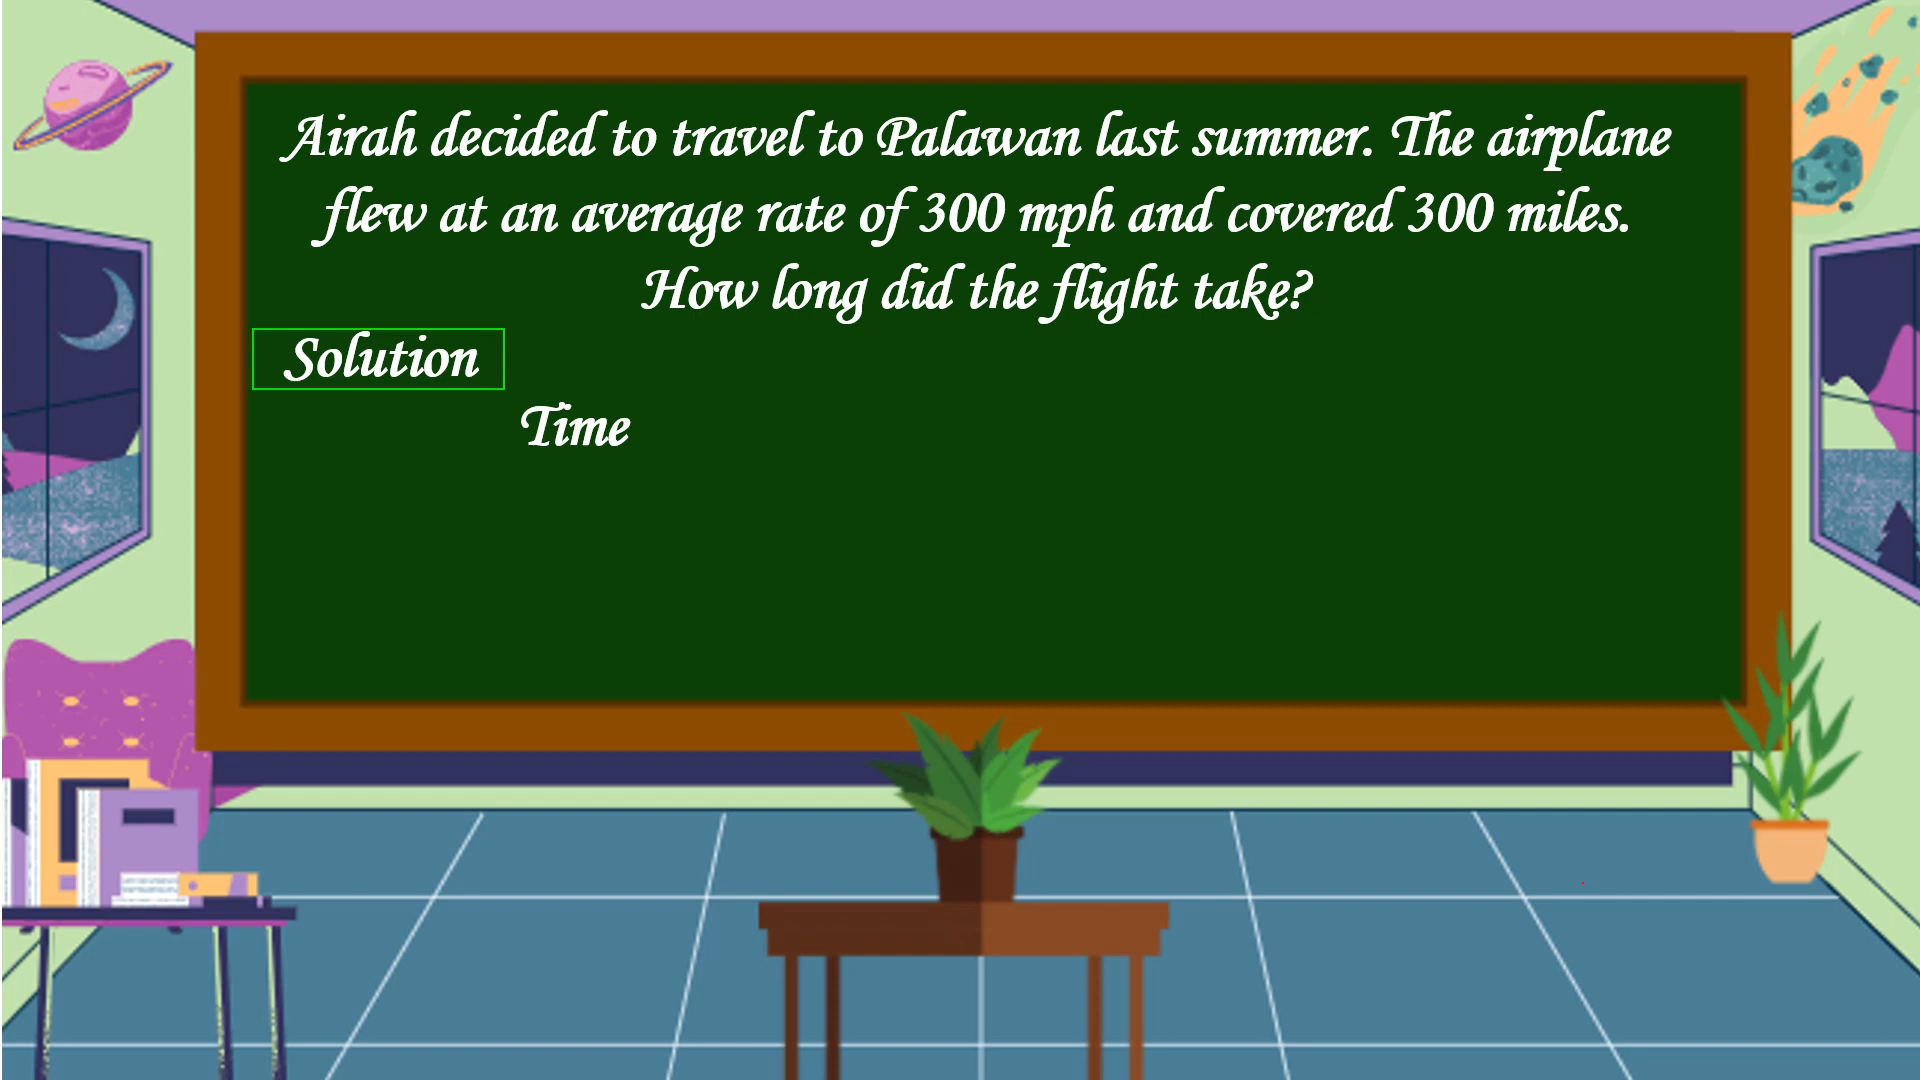 Airah decided to travel to Palawan last summer. The airplane
flew at an average rate of 300 mph and covered 300 miles.
How long did the flight take?
Solution
Time